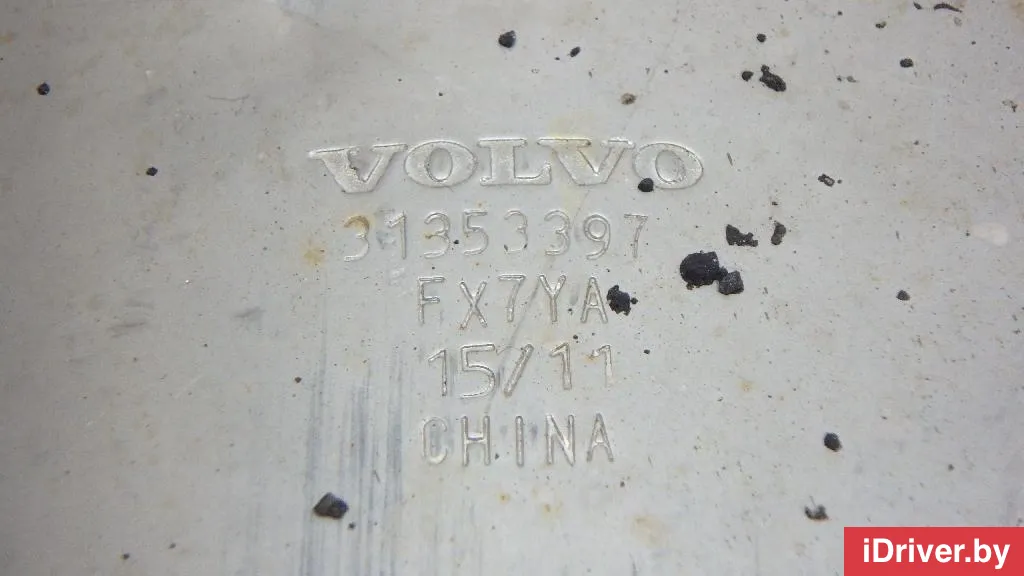 VOLVO
31353397
FX7YA
15/11
CHINA
iDriver.by